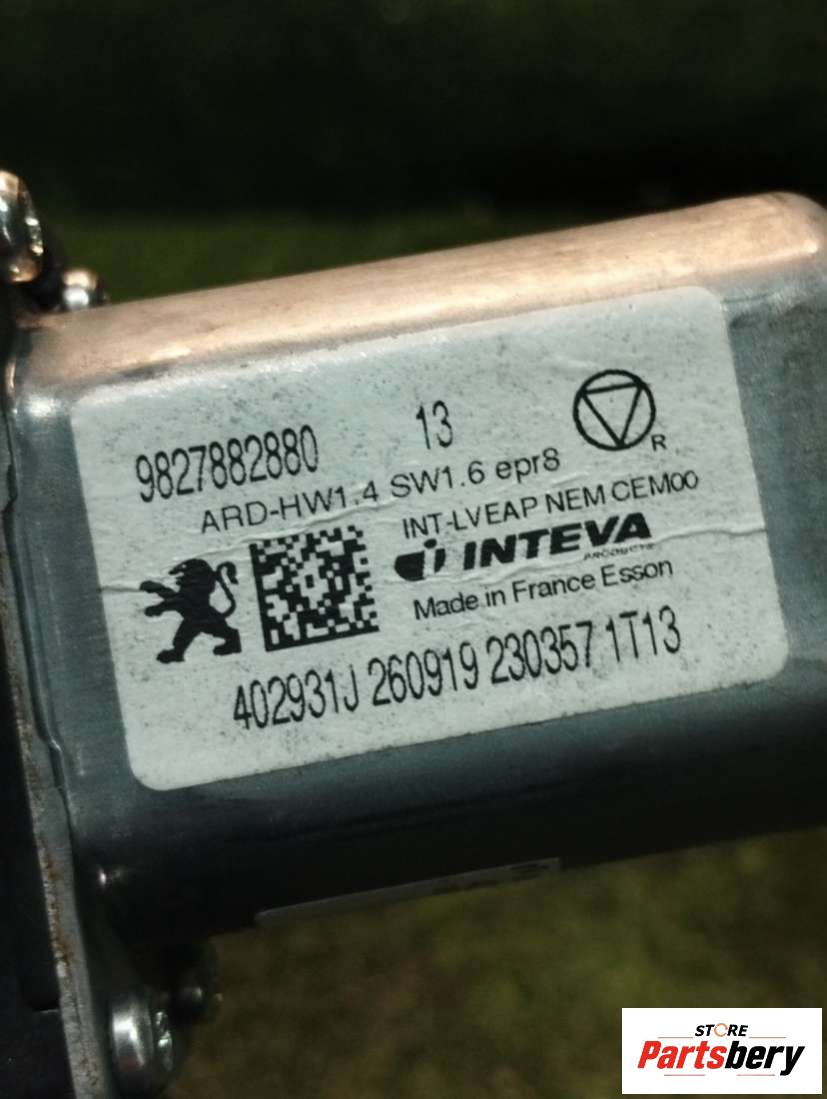 9827882880 13
R
ARD-HW1.4 SW1.6 epr8
INT-LVEAP NEM CEM00
INTEVA
PRODUCTS
Made in France Esson
402931J 260919 230357 1T13
STORE
Partsbery